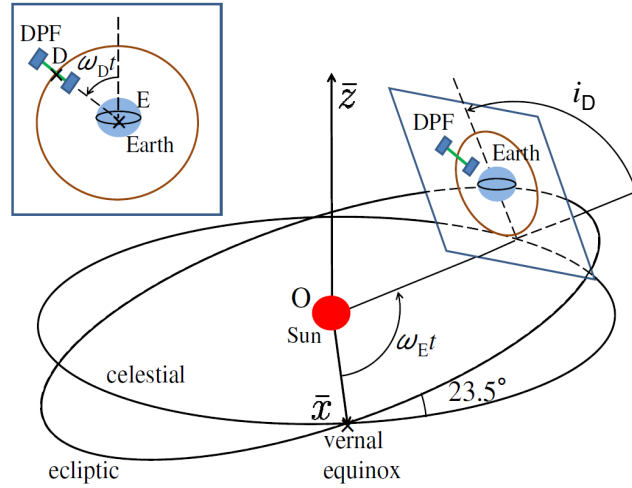 DPF
D
ω_D t
E
Earth
z̄
i_D
DPF
Earth
O
Sun
ω_E t
celestial
x̄
23.5°
vernal
equinox
ecliptic